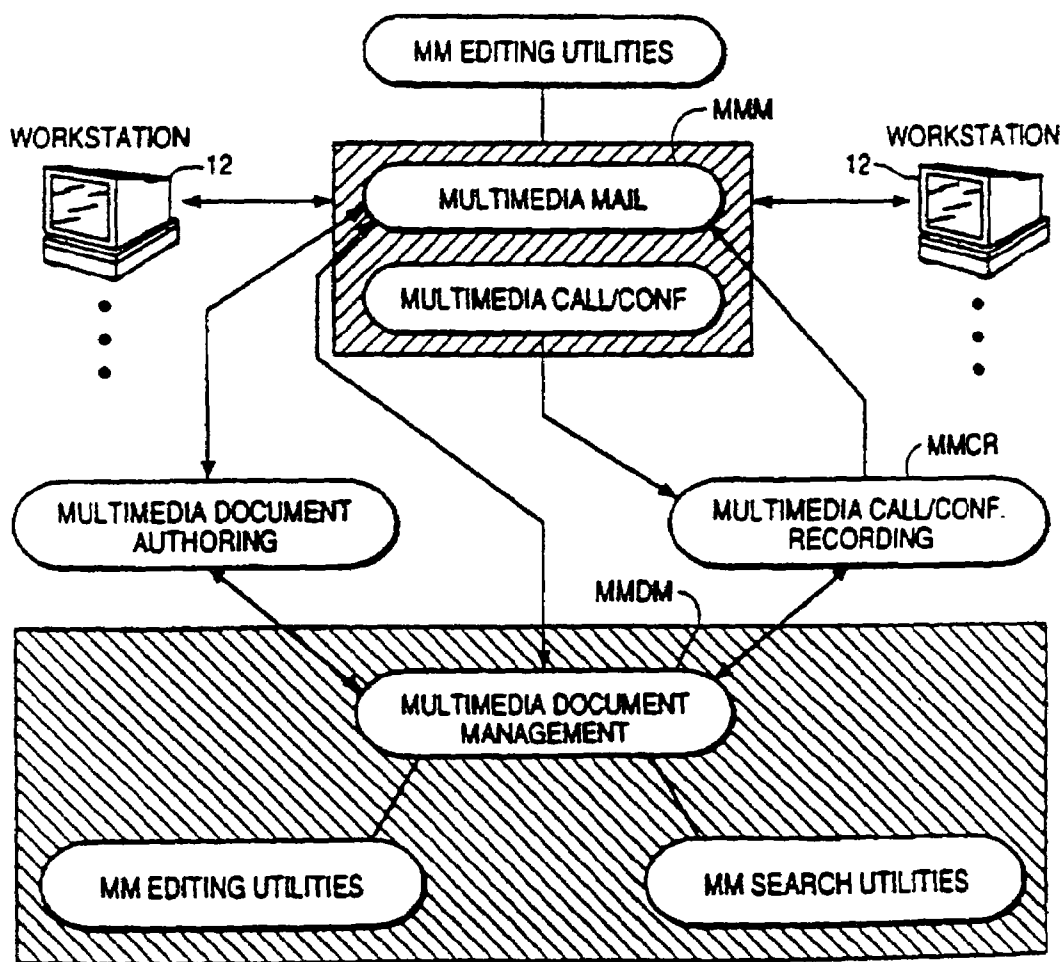 MM EDITING UTILITIES
MMM
WORKSTATION
WORKSTATION
12
12
MULTIMEDIA MAIL
MULTIMEDIA CALL/CONF
MMCR
MULTIMEDIA DOCUMENT
AUTHORING
MULTIMEDIA CALL/CONF.
RECORDING
MMDM
MULTIMEDIA DOCUMENT
MANAGEMENT
MM EDITING UTILITIES
MM SEARCH UTILITIES